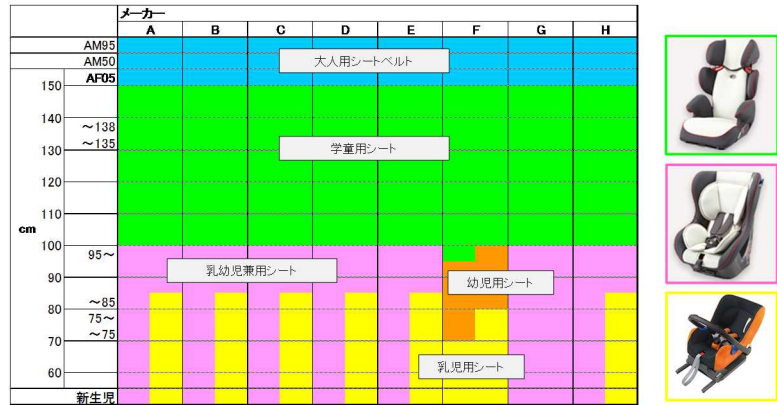 メーカー
A B C D E F G H
AM95
AM50
大人用シートベルト
AF05
150
140
～138
～135
130
学童用シート
120
110
cm
100
95～
乳幼児兼用シート
90
幼児用シート
～85
80
75～
～75
70
乳児用シート
60
新生児